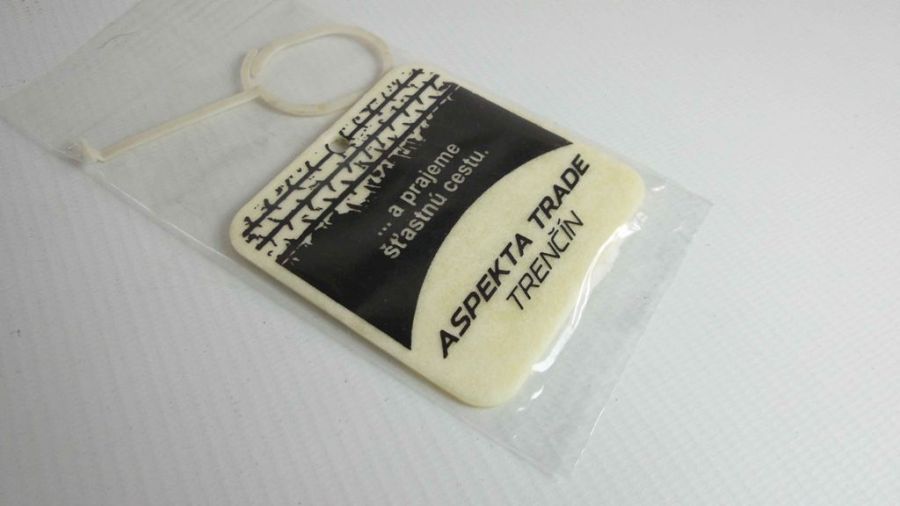 ... a prajeme
šťastnú cestu.
ASPEKTA TRADE
TRENČÍN